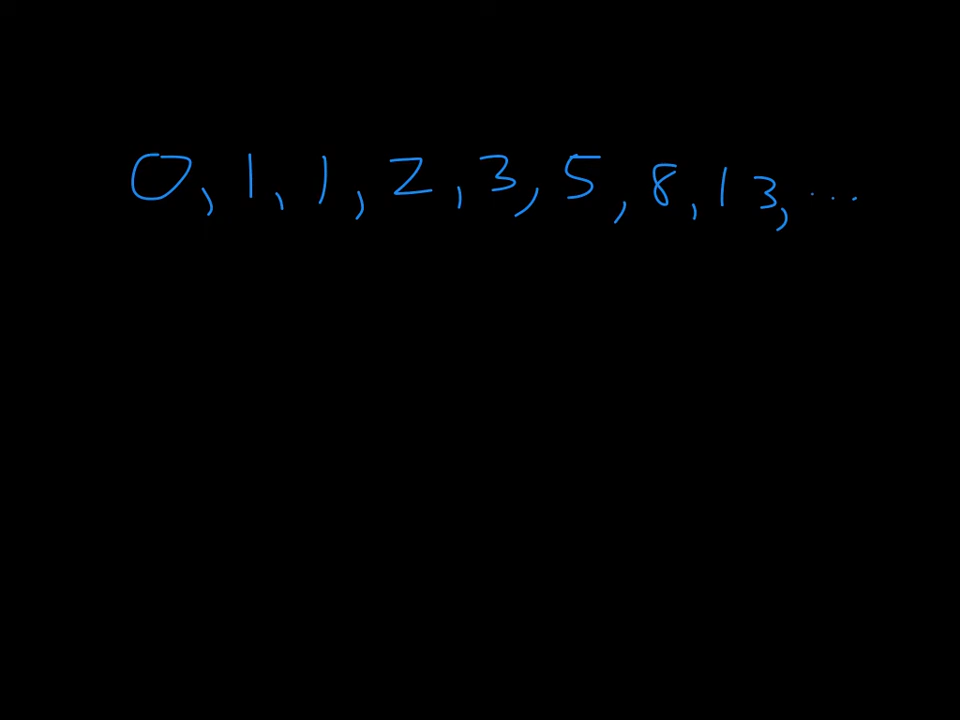 0, 1, 1, 2, 3, 5, 8, 13, ...